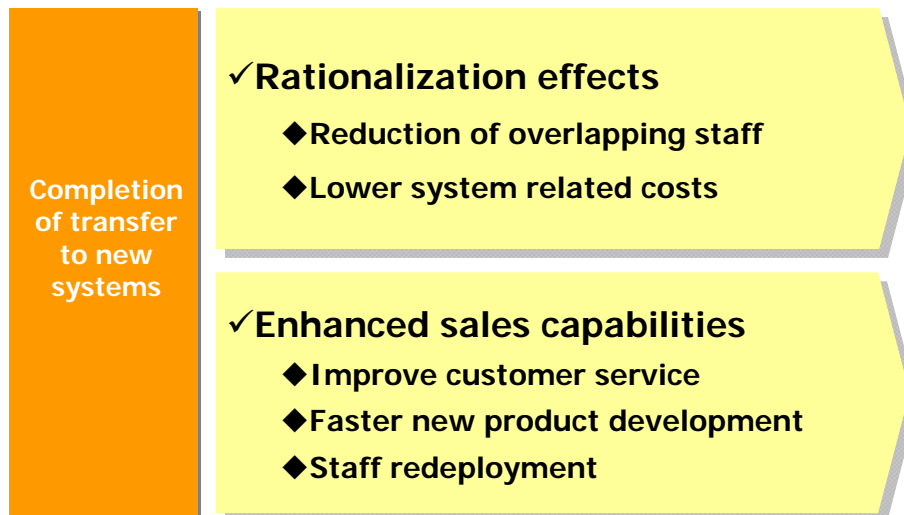 Completion
of transfer
to new
systems
✓Rationalization effects
◆Reduction of overlapping staff
◆Lower system related costs
✓Enhanced sales capabilities
◆Improve customer service
◆Faster new product development
◆Staff redeployment